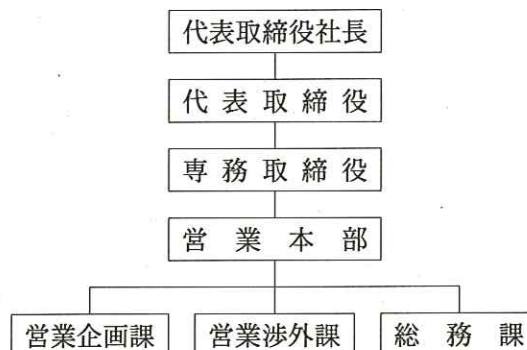 代表取締役社長
代表取締役
専務取締役
営業本部
営業企画課
営業渉外課
総務課